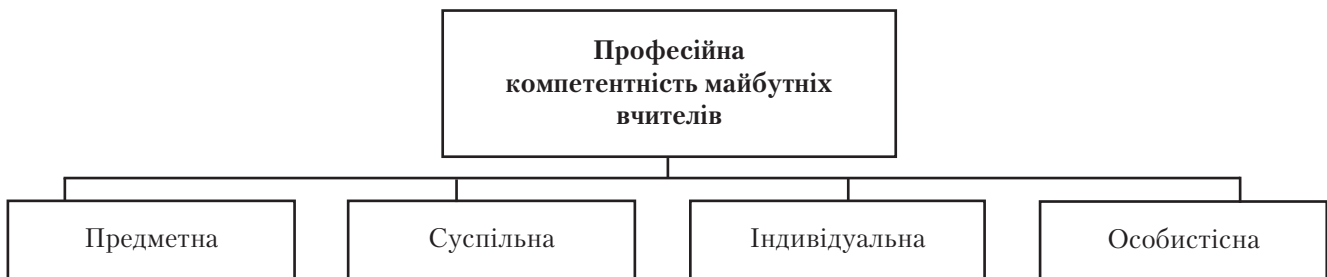 Професійна
компетентність майбутніх
вчителів
Предметна
Суспільна
Індивідуальна
Особистісна